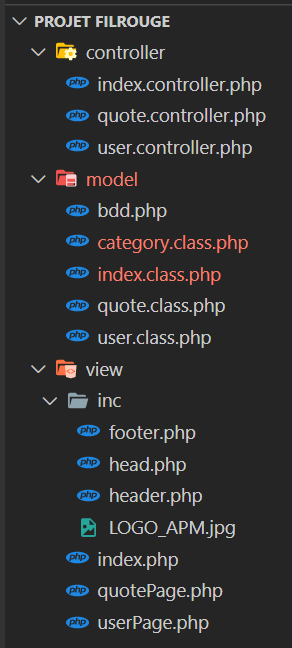 PROJET FILROUGE
controller
index.controller.php
quote.controller.php
user.controller.php
model
bdd.php
category.class.php
index.class.php
quote.class.php
user.class.php
view
inc
footer.php
head.php
header.php
LOGO_APM.jpg
index.php
quotePage.php
userPage.php